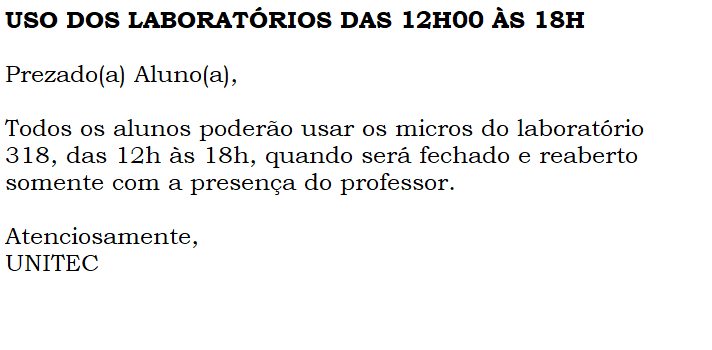 USO DOS LABORATÓRIOS DAS 12H00 ÀS 18H
Prezado(a) Aluno(a),
Todos os alunos poderão usar os micros do laboratório
318, das 12h às 18h, quando será fechado e reaberto
somente com a presença do professor.
Atenciosamente,
UNITEC